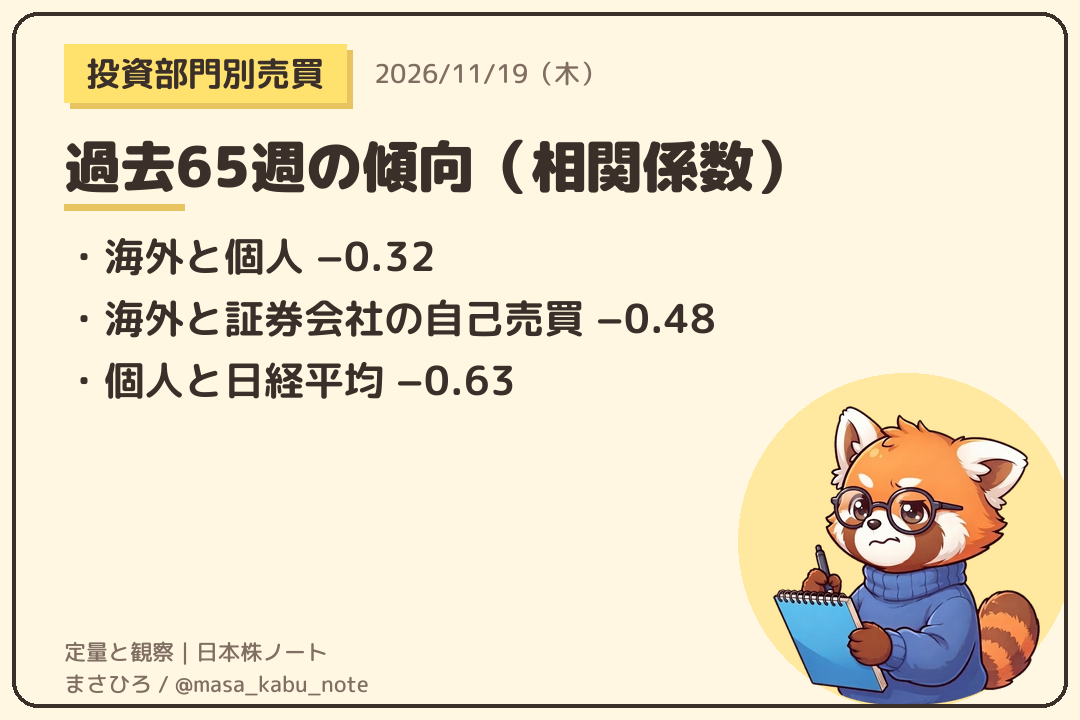 投資部門別売買 2026/11/19（木）
過去65週の傾向（相関係数）
・海外と個人 −0.32
・海外と証券会社の自己売買 −0.48
・個人と日経平均 −0.63
定量と観察 | 日本株ノート
まさひろ / @masa_kabu_note